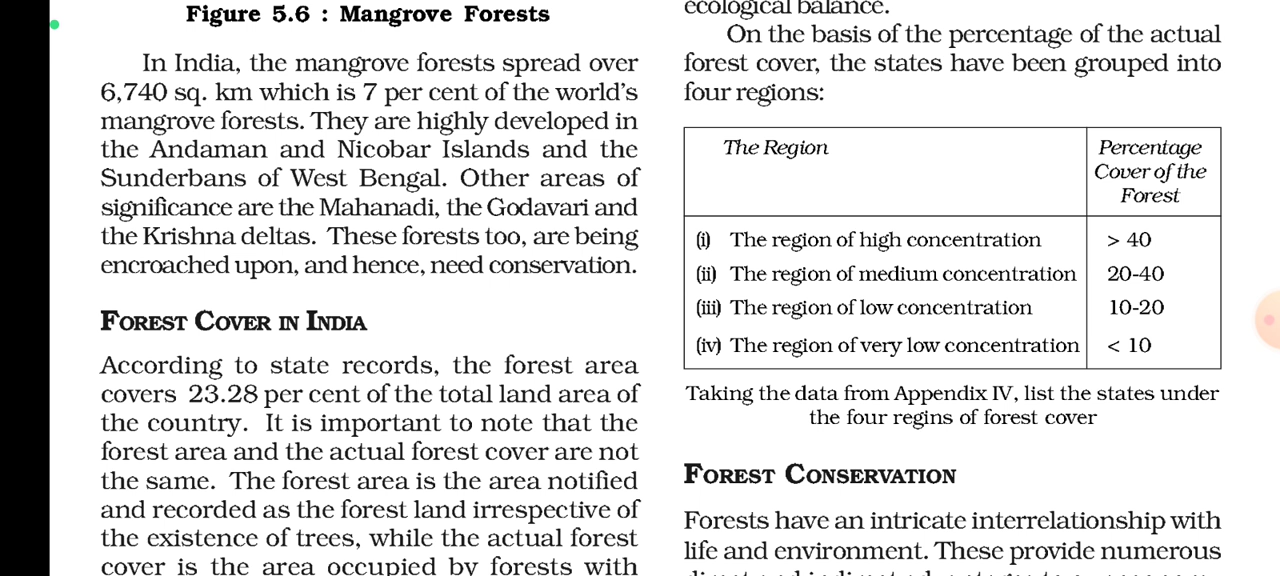 Figure 5.6 : Mangrove Forests
In India, the mangrove forests spread over
6,740 sq. km which is 7 per cent of the world's
mangrove forests. They are highly developed in
the Andaman and Nicobar Islands and the
Sunderbans of West Bengal. Other areas of
significance are the Mahanadi, the Godavari and
the Krishna deltas. These forests too, are being
encroached upon, and hence, need conservation.
FOREST COVER IN INDIA
According to state records, the forest area
covers 23.28 per cent of the total land area of
the country. It is important to note that the
forest area and the actual forest cover are not
the same. The forest area is the area notified
and recorded as the forest land irrespective of
the existence of trees, while the actual forest
cover is the area occupied by forests with
ecological balance.
On the basis of the percentage of the actual
forest cover, the states have been grouped into
four regions:
The Region
Percentage
Cover of the
Forest
(i) The region of high concentration > 40
(ii) The region of medium concentration 20-40
(iii) The region of low concentration 10-20
(iv) The region of very low concentration < 10
Taking the data from Appendix IV, list the states under
the four regins of forest cover
FOREST CONSERVATION
Forests have an intricate interrelationship with
life and environment. These provide numerous